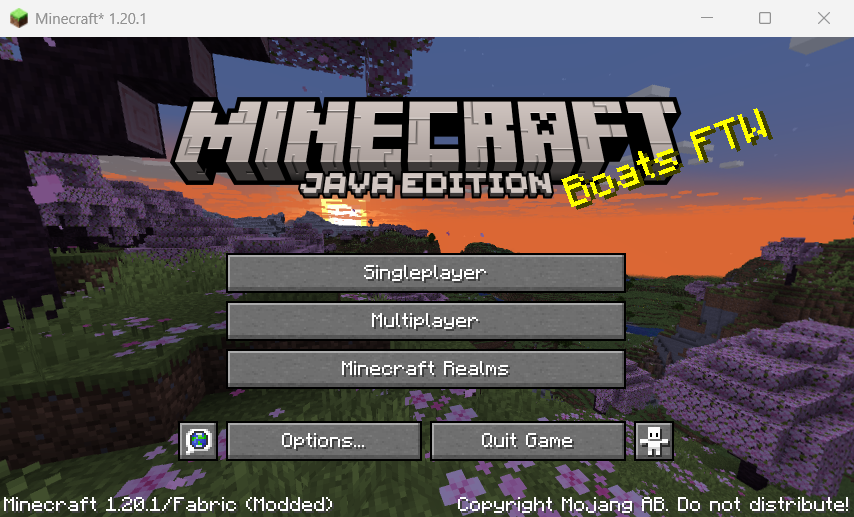 Minecraft* 1.20.1
MINECRAFT
JAVA EDITION
Boats FTW
Singleplayer
Multiplayer
Minecraft Realms
Options...
Quit Game
Minecraft 1.20.1/Fabric (Modded)
Copyright Mojang AB. Do not distribute!